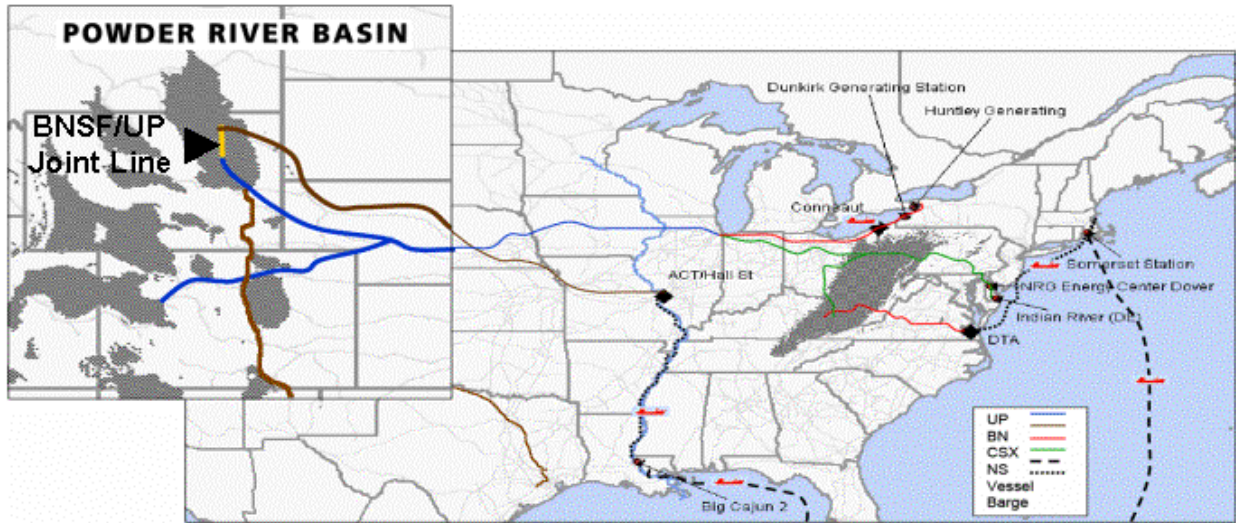 POWDER RIVER BASIN
BNSF/UP
Joint Line
Dunkirk Generating Station
Huntley Generating
Conneaut
ACT/Hall St
Somerset Station
NRG Energy Center Dover
Indian River (DE)
DTA
Big Cajun 2
UP
BN
CSX
NS
Vessel
Barge